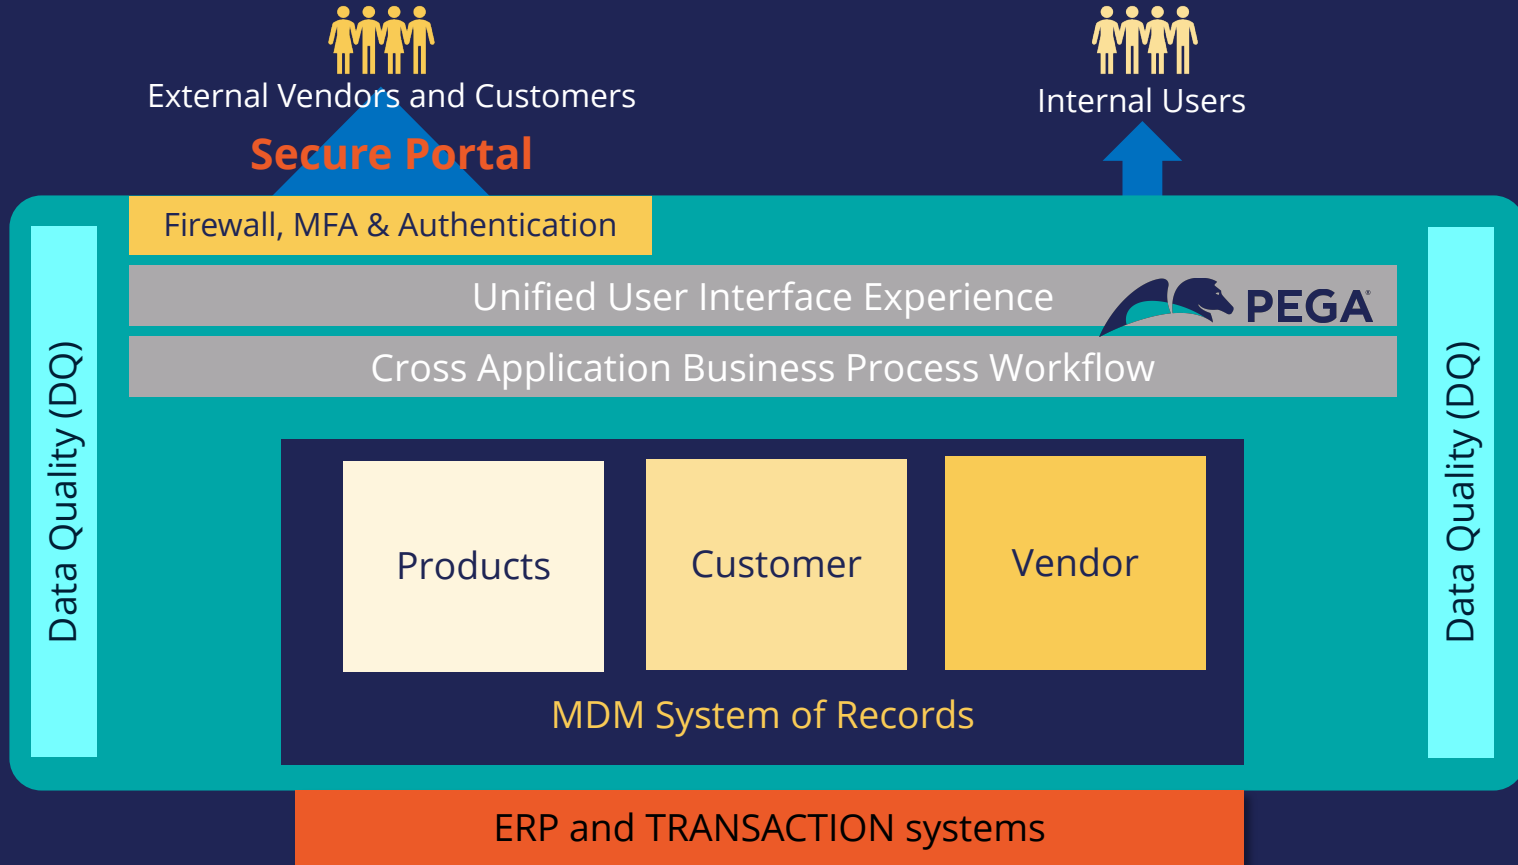 External Vendors and Customers
Internal Users
Secure Portal
Firewall, MFA & Authentication
Unified User Interface Experience
PEGA®
Cross Application Business Process Workflow
Data Quality (DQ)
Data Quality (DQ)
Products
Customer
Vendor
MDM System of Records
ERP and TRANSACTION systems